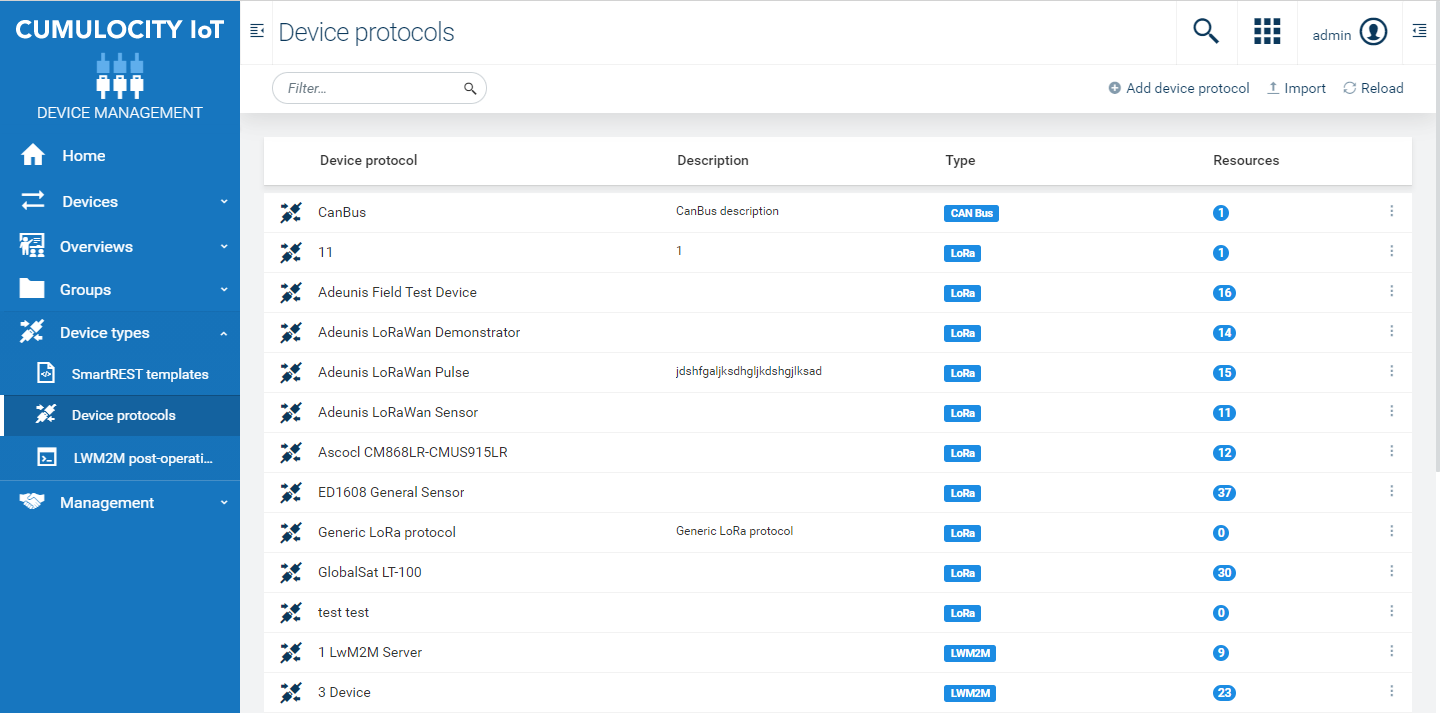 CUMULOCITY IoT
DEVICE MANAGEMENT
Home
Devices
Overviews
Groups
Device types
SmartREST templates
Device protocols
LWM2M post-operati...
Management
Device protocols
admin
Filter...
Add device protocol Import Reload
Device protocol Description Type Resources
CanBus CanBus description CAN Bus 1
11 1 LoRa 1
Adeunis Field Test Device LoRa 16
Adeunis LoRaWan Demonstrator LoRa 14
Adeunis LoRaWan Pulse jdshfgaljksdhgljkdshgjlksad LoRa 15
Adeunis LoRaWan Sensor LoRa 11
Ascocl CM868LR-CMUS915LR LoRa 12
ED1608 General Sensor LoRa 37
Generic LoRa protocol Generic LoRa protocol LoRa 0
GlobalSat LT-100 LoRa 30
test test LoRa 0
1 LwM2M Server LWM2M 9
3 Device LWM2M 23